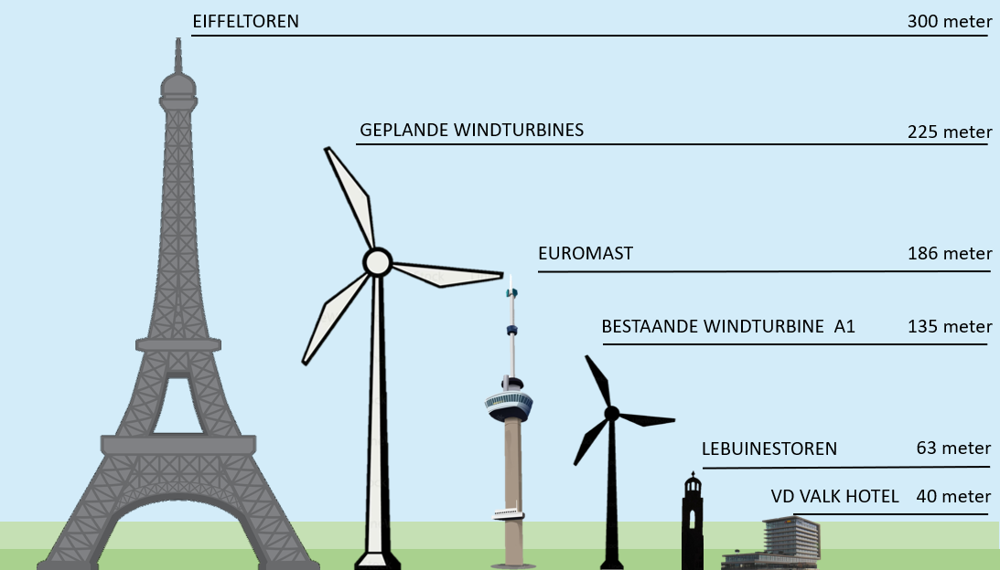 EIFFELTOREN 300 meter
GEPLANDE WINDTURBINES 225 meter
EUROMAST 186 meter
BESTAANDE WINDTURBINE A1 135 meter
LEBUINESTOREN 63 meter
VD VALK HOTEL 40 meter